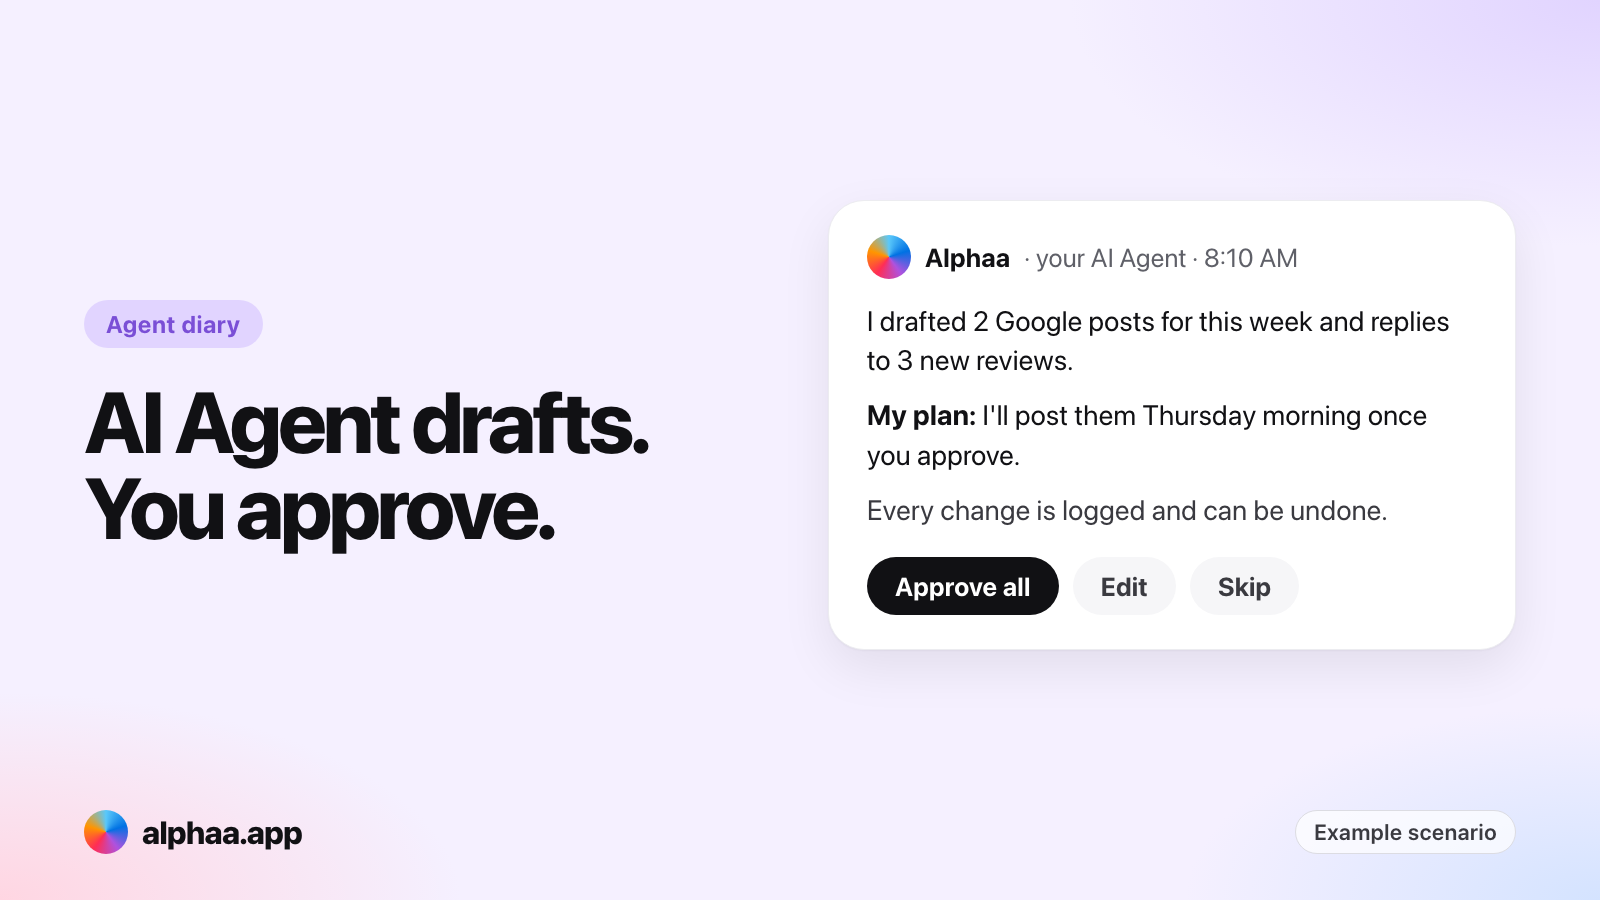 Agent diary
AI Agent drafts.
You approve.
Alphaa · your AI Agent · 8:10 AM
I drafted 2 Google posts for this week and replies
to 3 new reviews.
My plan: I'll post them Thursday morning once
you approve.
Every change is logged and can be undone.
Approve all
Edit
Skip
alphaa.app
Example scenario